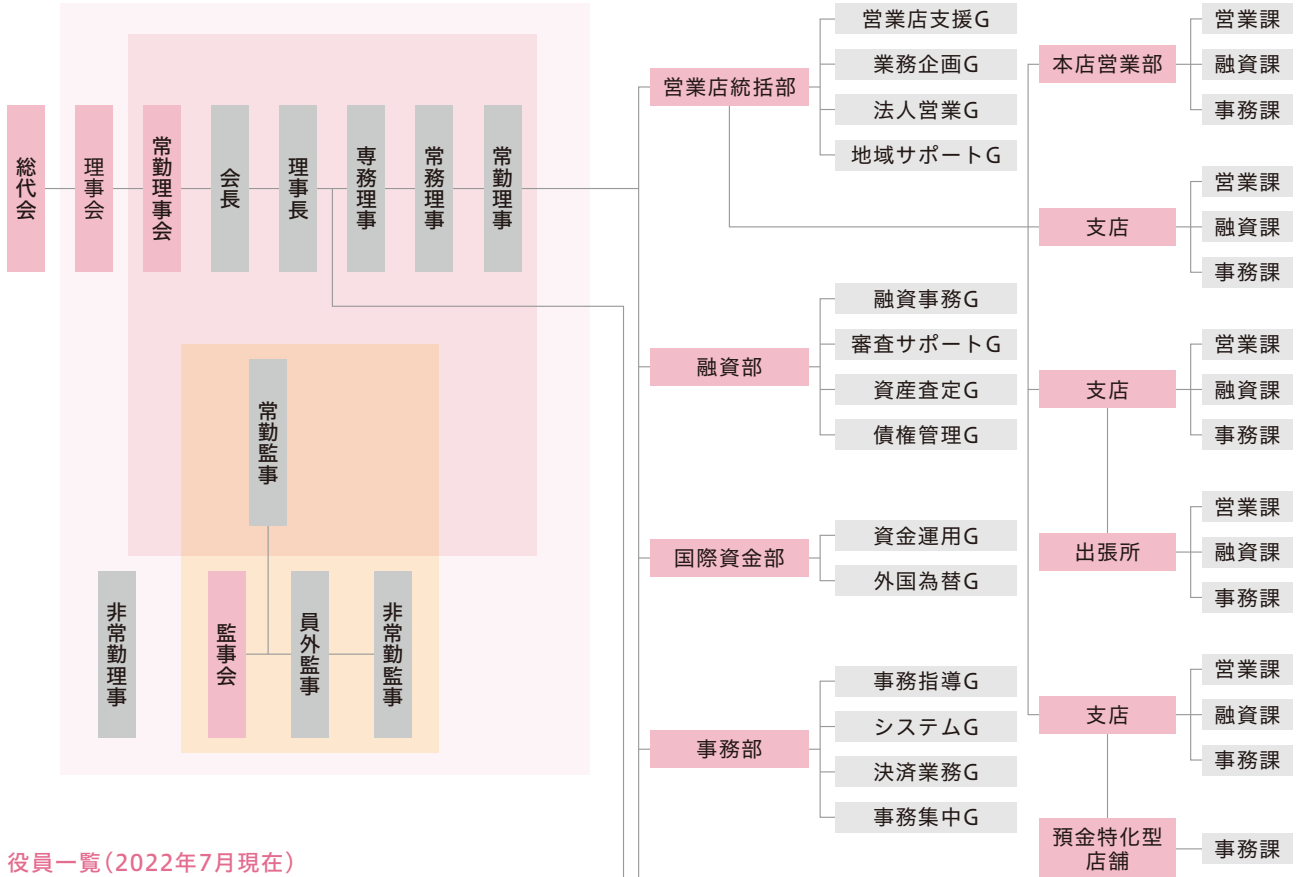 総代会
理事会
常勤理事会
会長
理事長
専務理事
常務理事
常勤理事
常勤監事
非常勤理事
監事会
員外監事
非常勤監事
営業店統括部
営業店支援G
業務企画G
法人営業G
地域サポートG
融資部
融資事務G
審査サポートG
資産査定G
債権管理G
国際資金部
資金運用G
外国為替G
事務部
事務指導G
システムG
決済業務G
事務集中G
本店営業部
営業課
融資課
事務課
支店
営業課
融資課
事務課
支店
営業課
融資課
事務課
出張所
営業課
融資課
事務課
支店
営業課
融資課
事務課
預金特化型
店舗
事務課
役員一覧(2022年7月現在)